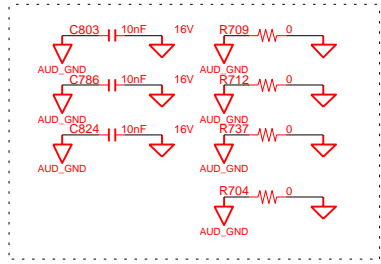 C803 10nF 16V R709 0
AUD_GND AUD_GND
C786 10nF 16V R712 0
AUD_GND AUD_GND
C824 10nF 16V R737 0
AUD_GND AUD_GND
R704 0
AUD_GND